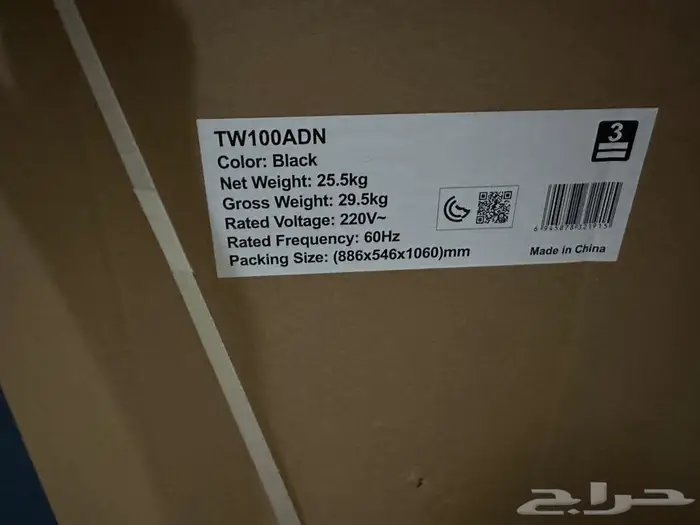 TW100ADN
Color: Black
Net Weight: 25.5kg
Gross Weight: 29.5kg
Rated Voltage: 220V~
Rated Frequency: 60Hz
Packing Size: (886x546x1060)mm
3
Made in China
حراج